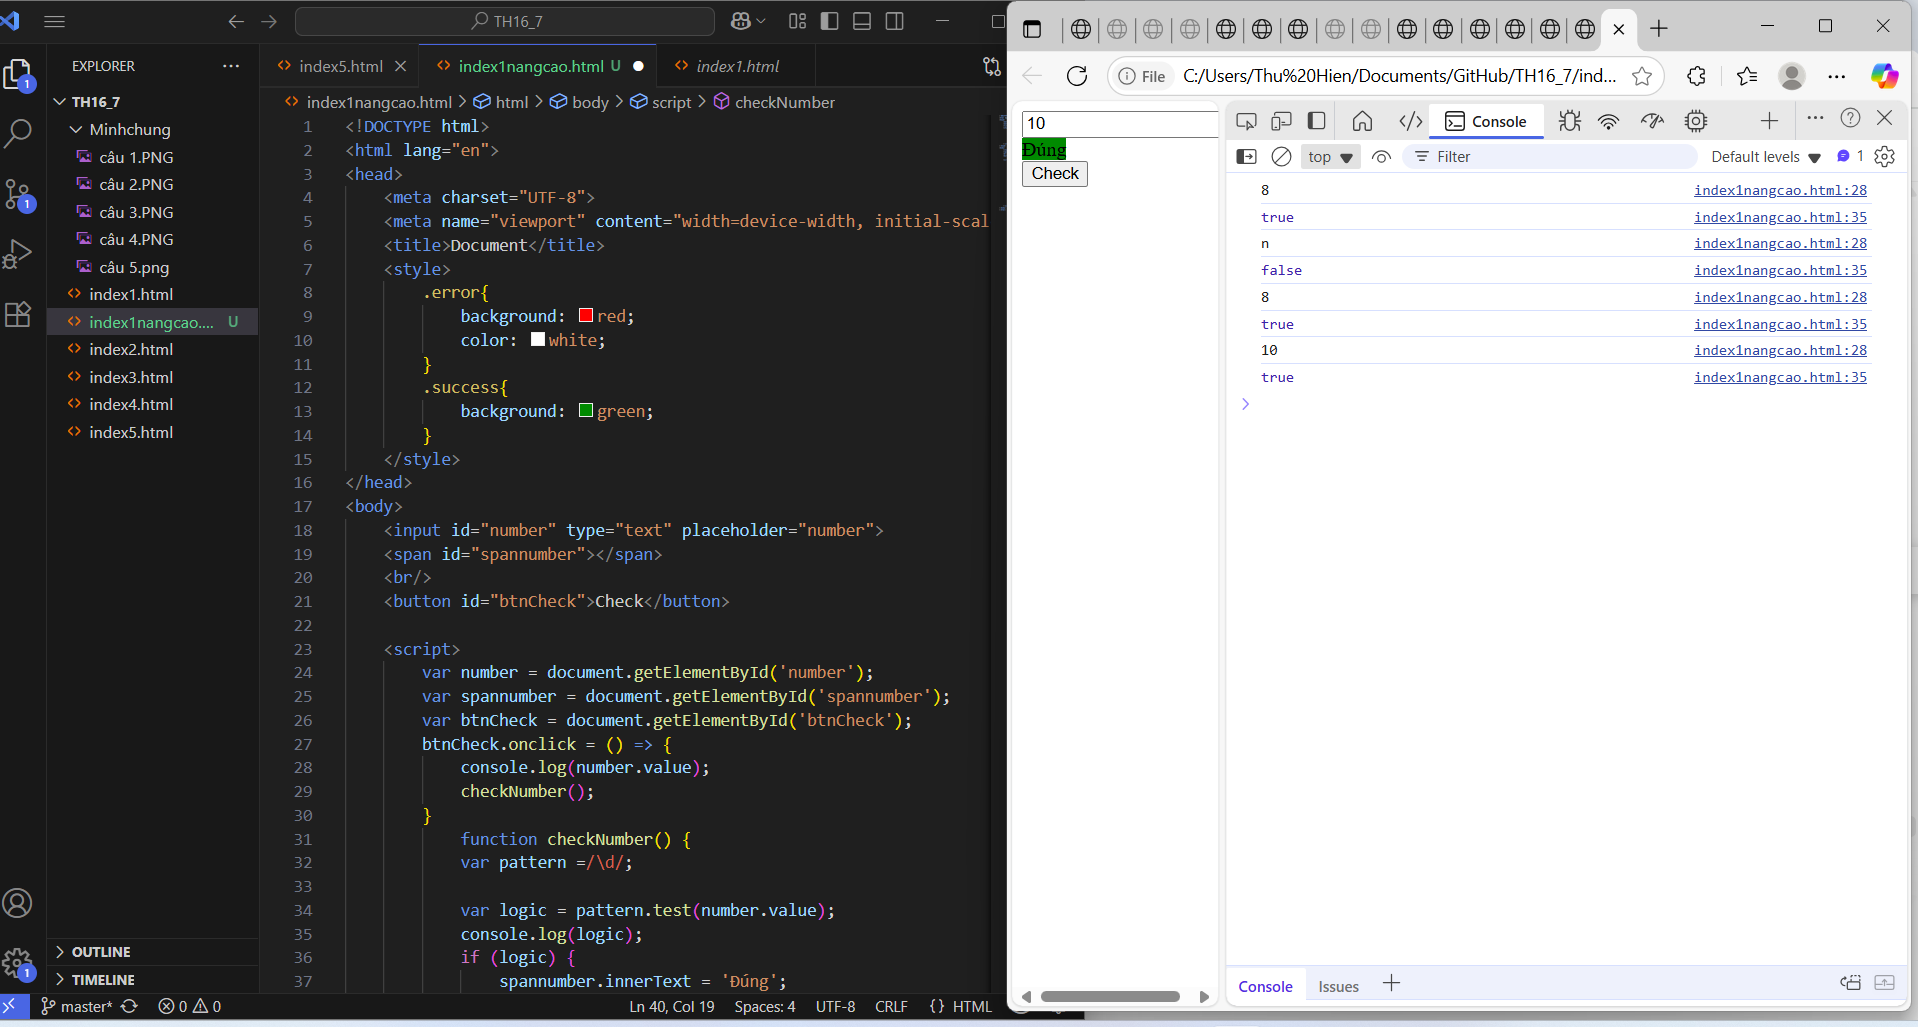 TH16_7
EXPLORER
TH16_7
Minhchung
câu 1.PNG
câu 2.PNG
câu 3.PNG
câu 4.PNG
câu 5.png
index1.html
index1nangcao.... U
index2.html
index3.html
index4.html
index5.html
OUTLINE
TIMELINE
1
1
1
index5.html
index1nangcao.html U
index1.html
index1nangcao.html > html > body > script > checkNumber
1 <!DOCTYPE html>
2 <html lang="en">
3 <head>
4 <meta charset="UTF-8">
5 <meta name="viewport" content="width=device-width, initial-scal
6 <title>Document</title>
7 <style>
8 .error{
9 background: red;
10 color: white;
11 }
12 .success{
13 background: green;
14 }
15 </style>
16 </head>
17 <body>
18 <input id="number" type="text" placeholder="number">
19 <span id="spannumber"></span>
20 <br/>
21 <button id="btnCheck">Check</button>
22
23 <script>
24 var number = document.getElementById('number');
25 var spannumber = document.getElementById('spannumber');
26 var btnCheck = document.getElementById('btnCheck');
27 btnCheck.onclick = () => {
28 console.log(number.value);
29 checkNumber();
30 }
31 function checkNumber() {
32 var pattern =/\d/;
33
34 var logic = pattern.test(number.value);
35 console.log(logic);
36 if (logic) {
37 spannumber.innerText = 'Đúng';
master* 0 0 Ln 40, Col 19 Spaces: 4 UTF-8 CRLF {} HTML
File C:/Users/Thu%20Hien/Documents/GitHub/TH16_7/ind...
10
Đúng
Check
Console
top Filter Default levels 1
8 index1nangcao.html:28
true index1nangcao.html:35
n index1nangcao.html:28
false index1nangcao.html:35
8 index1nangcao.html:28
true index1nangcao.html:35
10 index1nangcao.html:28
true index1nangcao.html:35
Console Issues